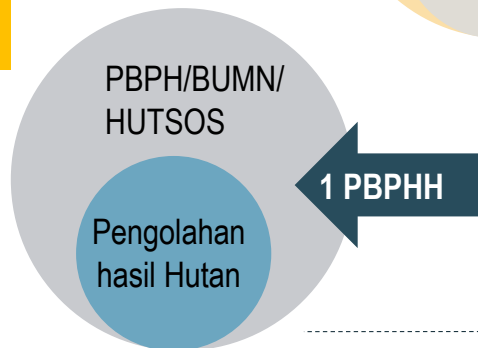 PBPH/BUMN/
HUTSOS
1 PBPHH
Pengolahan
hasil Hutan